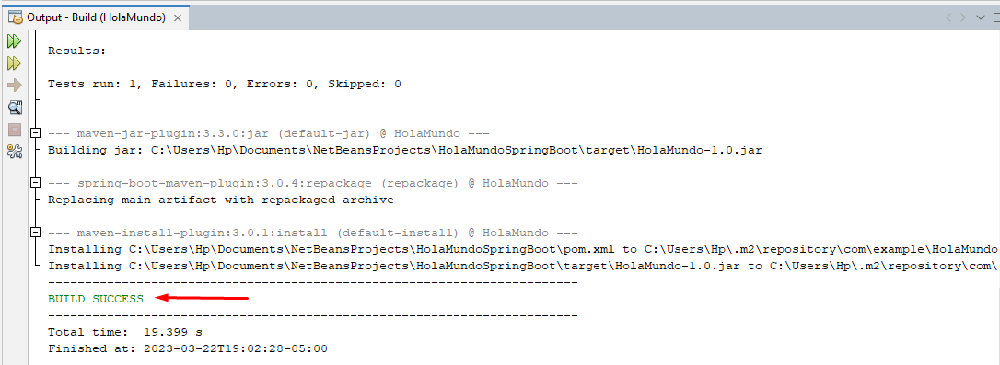 Output - Build (HolaMundo)
Results:
Tests run: 1, Failures: 0, Errors: 0, Skipped: 0
--- maven-jar-plugin:3.3.0:jar (default-jar) @ HolaMundo ---
Building jar: C:\Users\Hp\Documents\NetBeansProjects\HolaMundoSpringBoot\target\HolaMundo-1.0.jar
--- spring-boot-maven-plugin:3.0.4:repackage (repackage) @ HolaMundo ---
Replacing main artifact with repackaged archive
--- maven-install-plugin:3.0.1:install (default-install) @ HolaMundo ---
Installing C:\Users\Hp\Documents\NetBeansProjects\HolaMundoSpringBoot\pom.xml to C:\Users\Hp\.m2\repository\com\example\HolaMundo
Installing C:\Users\Hp\Documents\NetBeansProjects\HolaMundoSpringBoot\target\HolaMundo-1.0.jar to C:\Users\Hp\.m2\repository\com\
------------------------------------------------------------------------
BUILD SUCCESS
------------------------------------------------------------------------
Total time:  19.399 s
Finished at: 2023-03-22T19:02:28-05:00